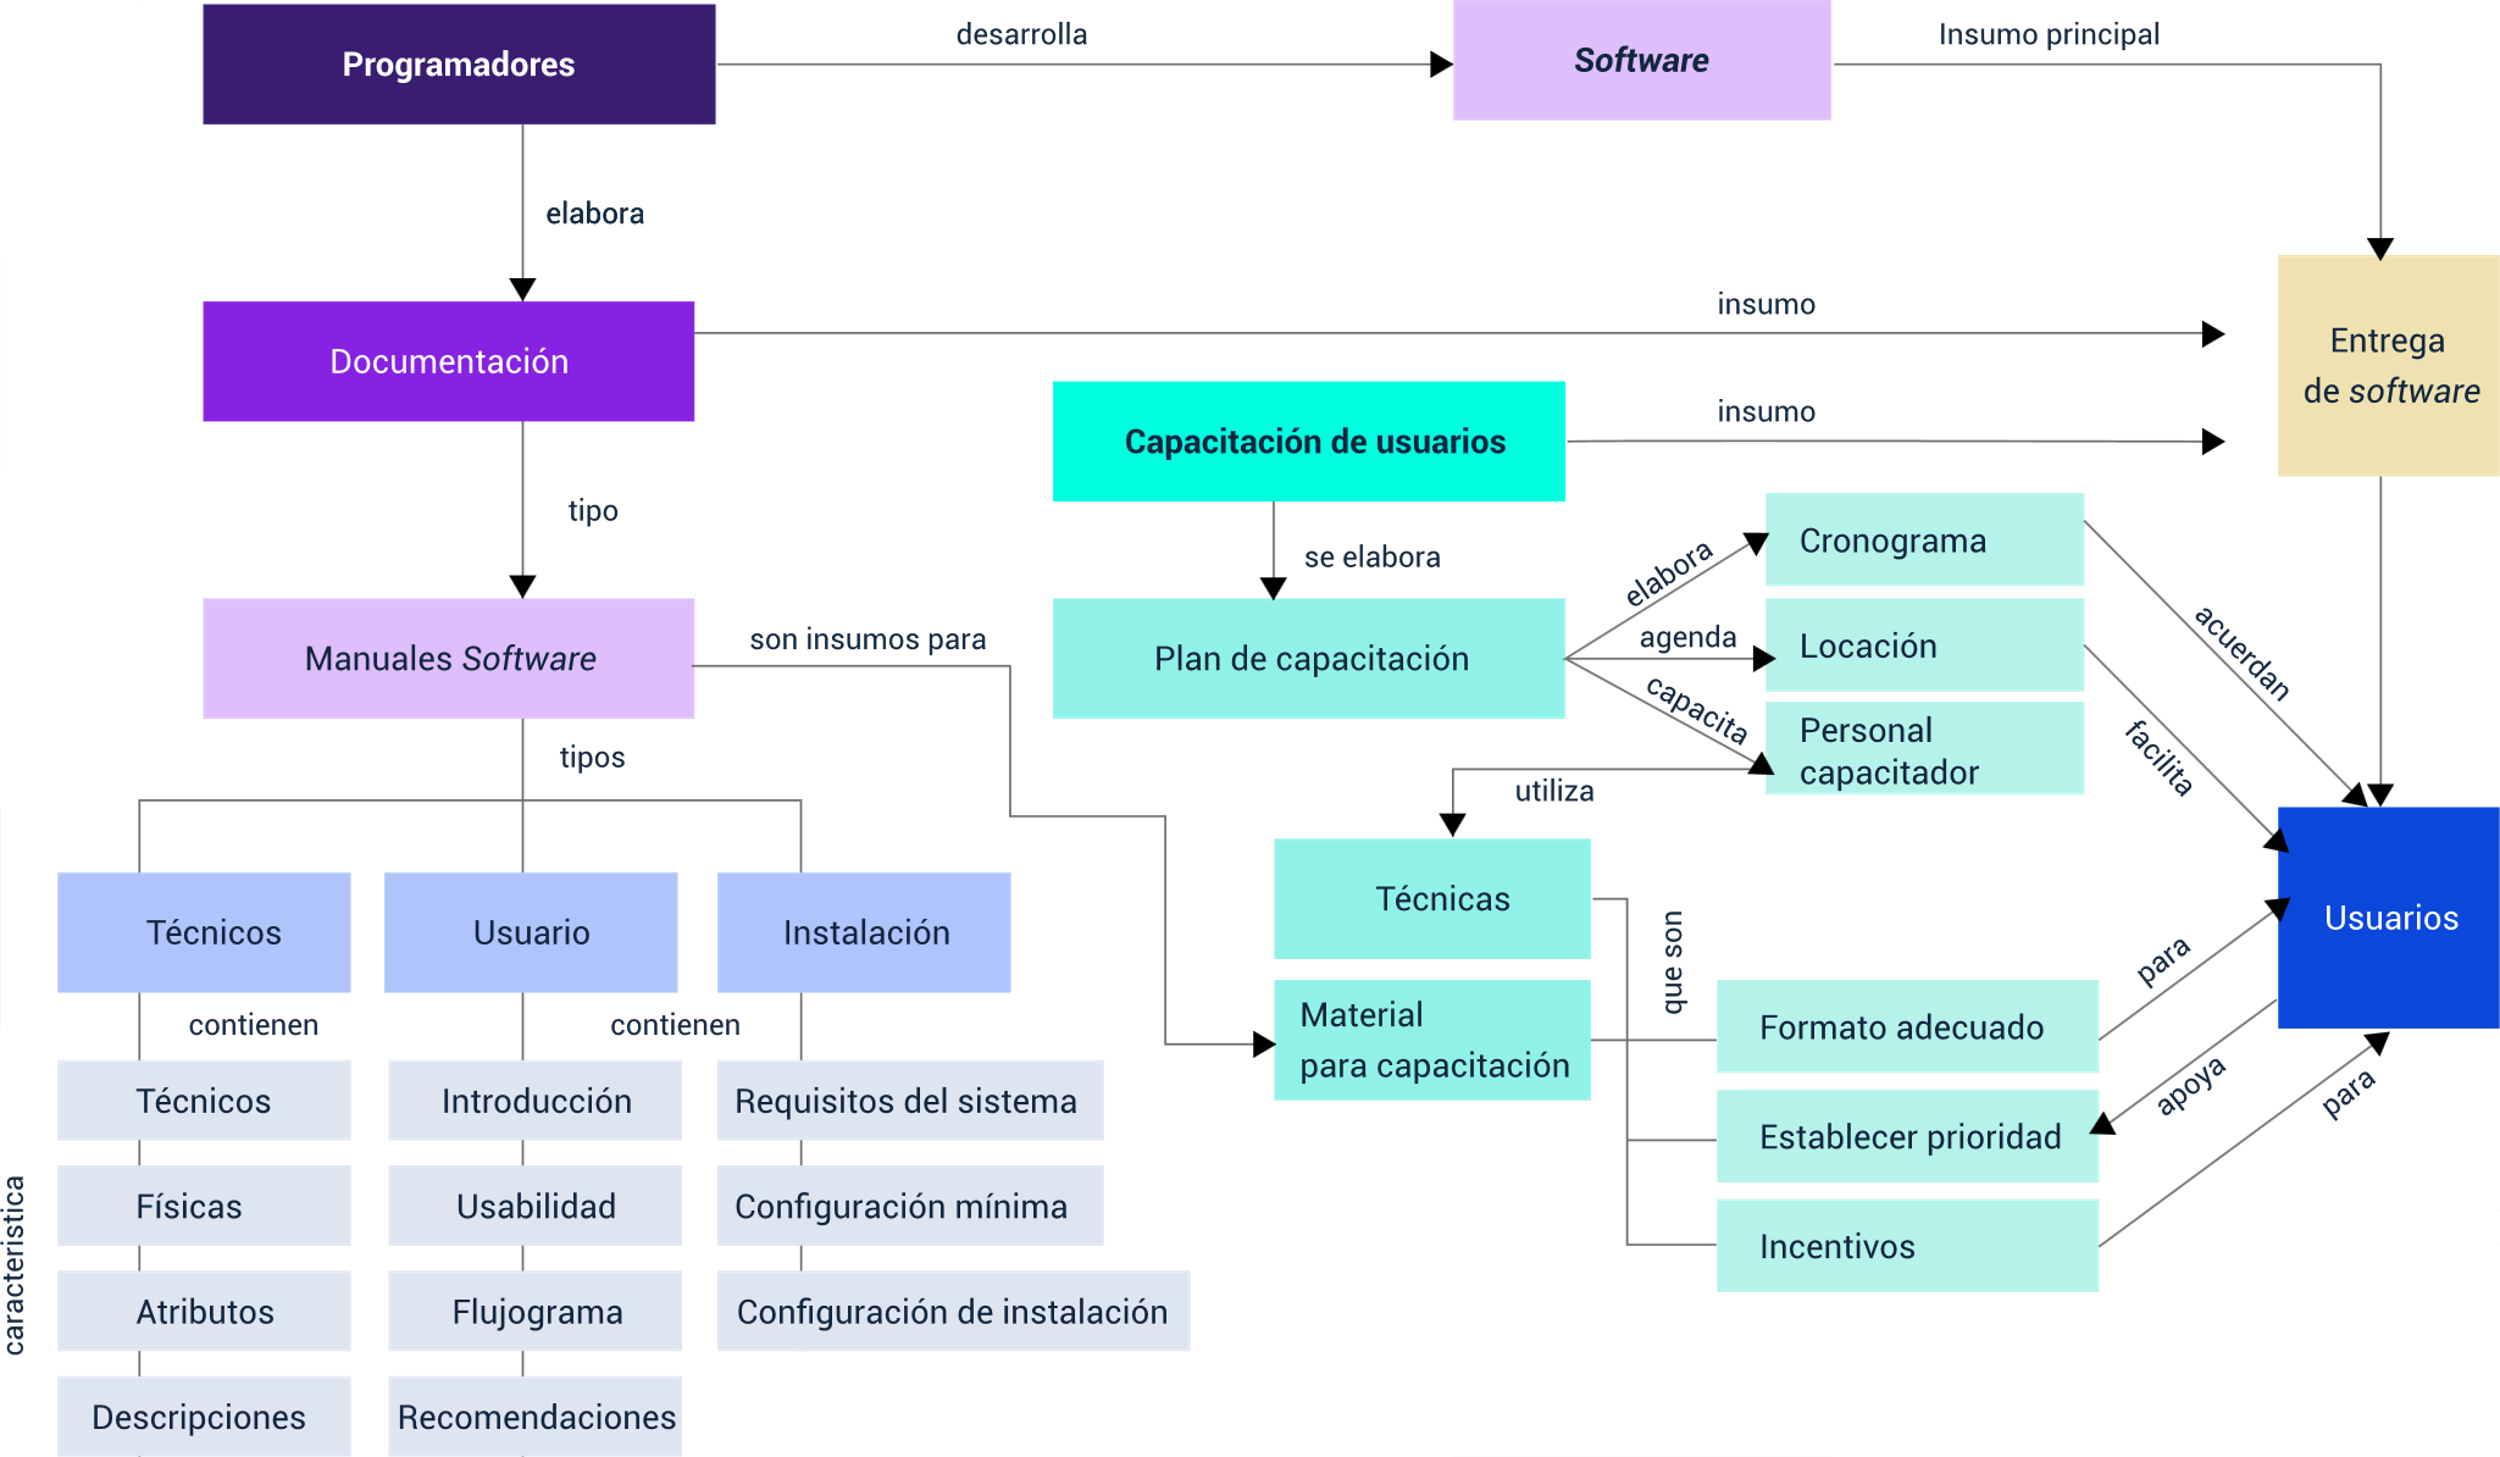 Programadores
desarrolla
Software
Insumo principal
elabora
Documentación
insumo
Entrega
de software
Capacitación de usuarios
insumo
tipo
se elabora
Manuales Software
son insumos para
Plan de capacitación
elabora
agenda
capacita
Cronograma
Locación
Personal
capacitador
acuerdan
facilita
tipos
utiliza
Técnicos
Usuario
Instalación
Técnicas
que son
Usuarios
contienen
contienen
Material
para capacitación
Formato adecuado
para
Establecer prioridad
apoya
Incentivos
para
caracteristica
Técnicos
Introducción
Requisitos del sistema
Físicas
Usabilidad
Configuración mínima
Atributos
Flujograma
Configuración de instalación
Descripciones
Recomendaciones